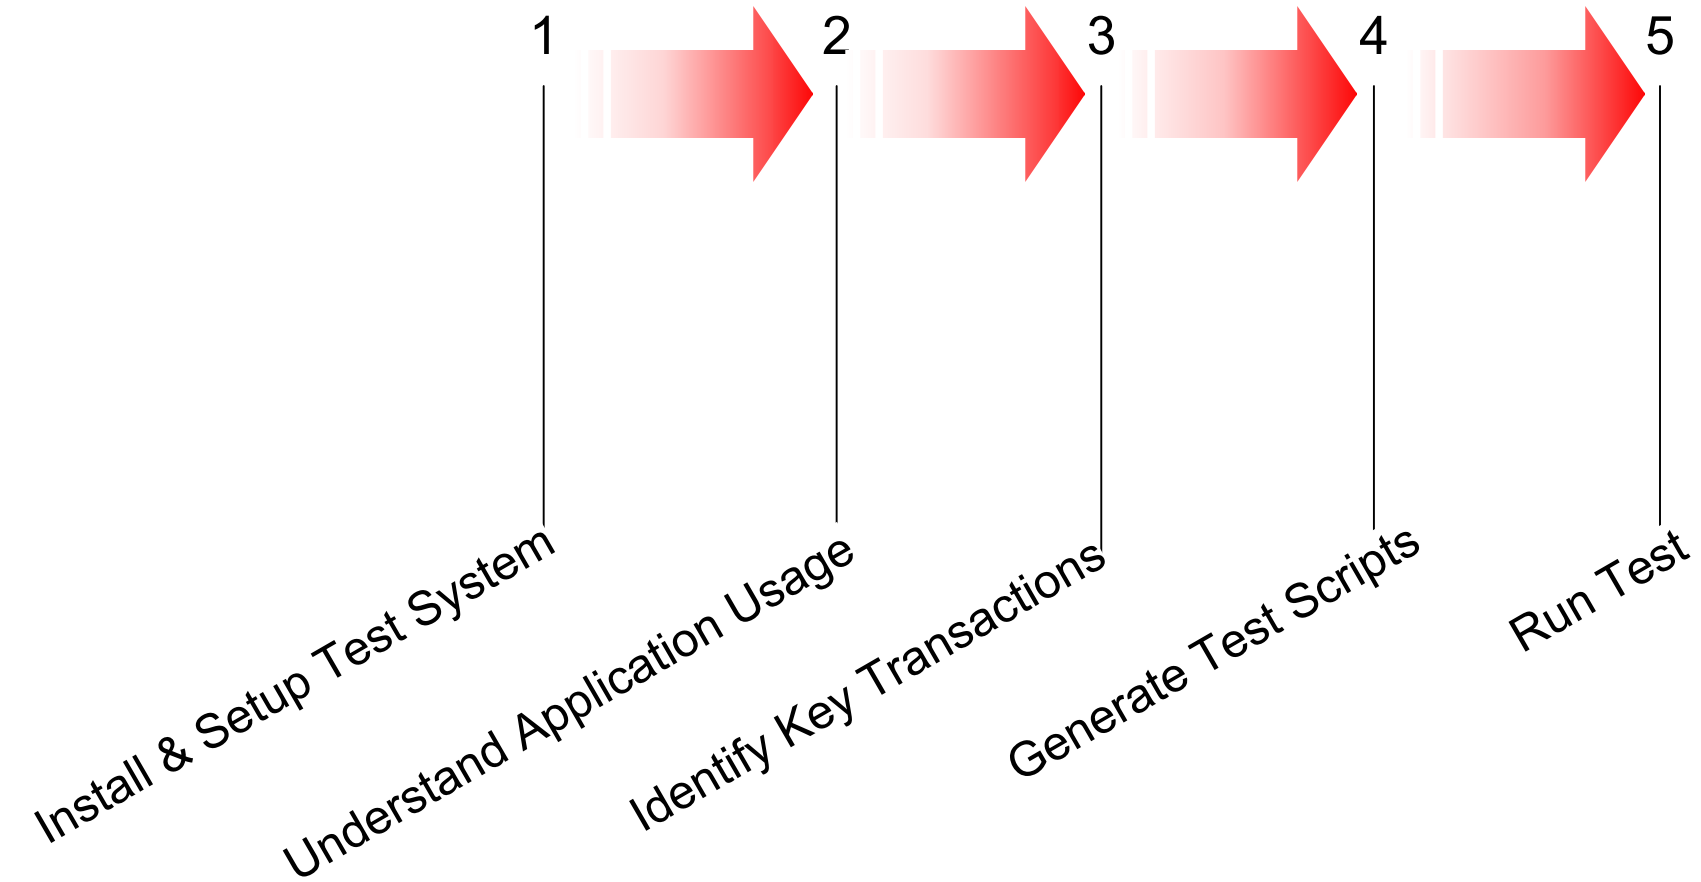 1
2
3
4
5
Install & Setup Test System
Understand Application Usage
Identify Key Transactions
Generate Test Scripts
Run Test